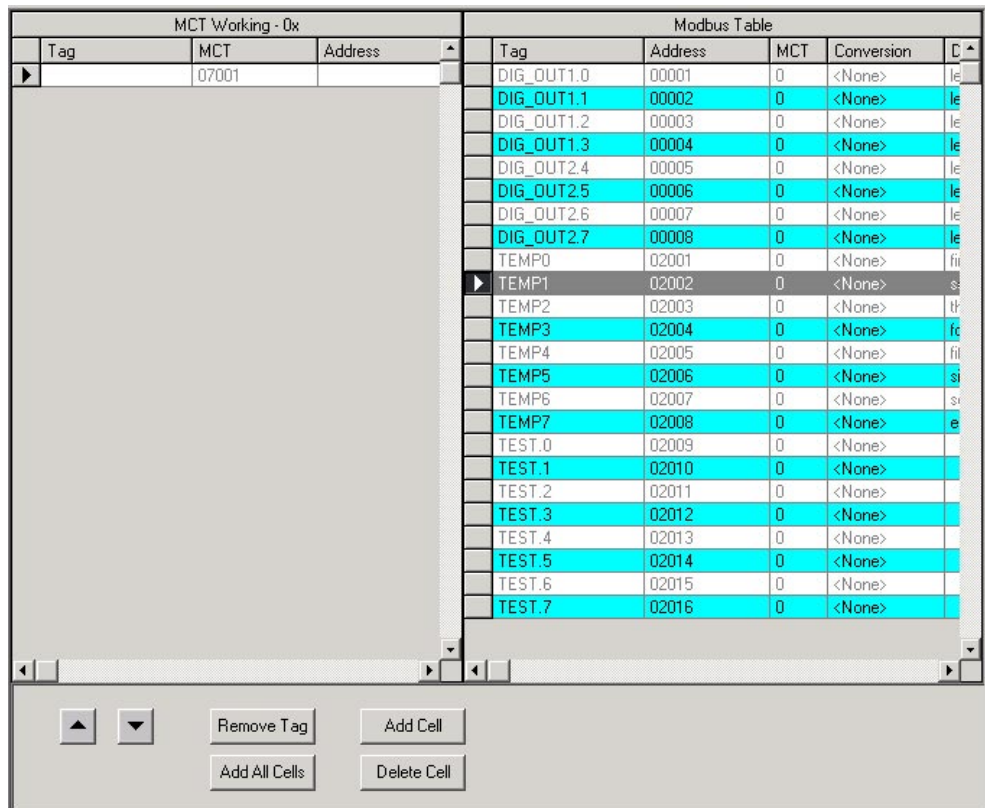 MCT Working - 0x
Tag MCT Address
07001
Modbus Table
Tag Address MCT Conversion
DIG_OUT1.0 00001 0 <None>
DIG_OUT1.1 00002 0 <None>
DIG_OUT1.2 00003 0 <None>
DIG_OUT1.3 00004 0 <None>
DIG_OUT2.4 00005 0 <None>
DIG_OUT2.5 00006 0 <None>
DIG_OUT2.6 00007 0 <None>
DIG_OUT2.7 00008 0 <None>
TEMP0 02001 0 <None>
TEMP1 02002 0 <None>
TEMP2 02003 0 <None>
TEMP3 02004 0 <None>
TEMP4 02005 0 <None>
TEMP5 02006 0 <None>
TEMP6 02007 0 <None>
TEMP7 02008 0 <None>
TEST.0 02009 0 <None>
TEST.1 02010 0 <None>
TEST.2 02011 0 <None>
TEST.3 02012 0 <None>
TEST.4 02013 0 <None>
TEST.5 02014 0 <None>
TEST.6 02015 0 <None>
TEST.7 02016 0 <None>
Remove Tag Add Cell
Add All Cells Delete Cell